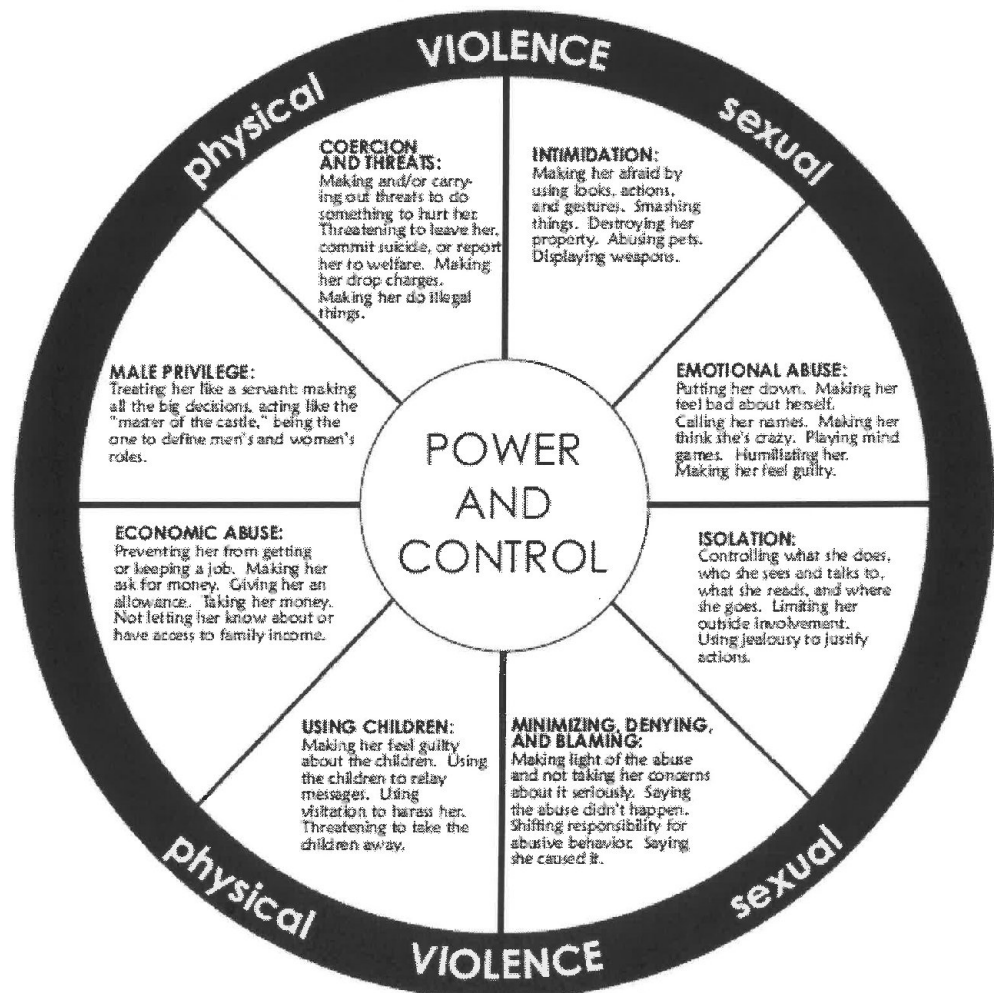 physical
VIOLENCE
sexual
COERCION
AND THREATS:
Making and/or carry-
ing out threats to do
something to hurt her.
Threatening to leave her,
commit suicide, or report
her to welfare. Making
her drop charges.
Making her do illegal
things.
INTIMIDATION:
Making her afraid by
using looks, actions,
and gestures. Smashing
things. Destroying her
property. Abusing pets.
Displaying weapons.
MALE PRIVILEGE:
Treating her like a servant: making
all the big decisions, acting like the
"master of the castle," being the
one to define men's and women's
roles.
EMOTIONAL ABUSE:
Putting her down. Making her
feel bad about herself.
Calling her names. Making her
think she's crazy. Playing mind
games. Humiliating her.
Making her feel guilty.
POWER
AND
CONTROL
ECONOMIC ABUSE:
Preventing her from getting
or keeping a job. Making her
ask for money. Giving her an
allowance. Taking her money.
Not letting her know about or
have access to family income.
ISOLATION:
Controlling what she does,
who she sees and talks to,
what she reads, and where
she goes. Limiting her
outside involvement.
Using jealousy to justify
actions.
USING CHILDREN:
Making her feel guilty
about the children. Using
the children to relay
messages. Using
visitation to harass her.
Threatening to take the
children away.
MINIMIZING, DENYING,
AND BLAMING:
Making light of the abuse
and not taking her concerns
about it seriously. Saying
the abuse didn't happen.
Shifting responsibility for
abusive behavior. Saying
she caused it.
physical
VIOLENCE
sexual